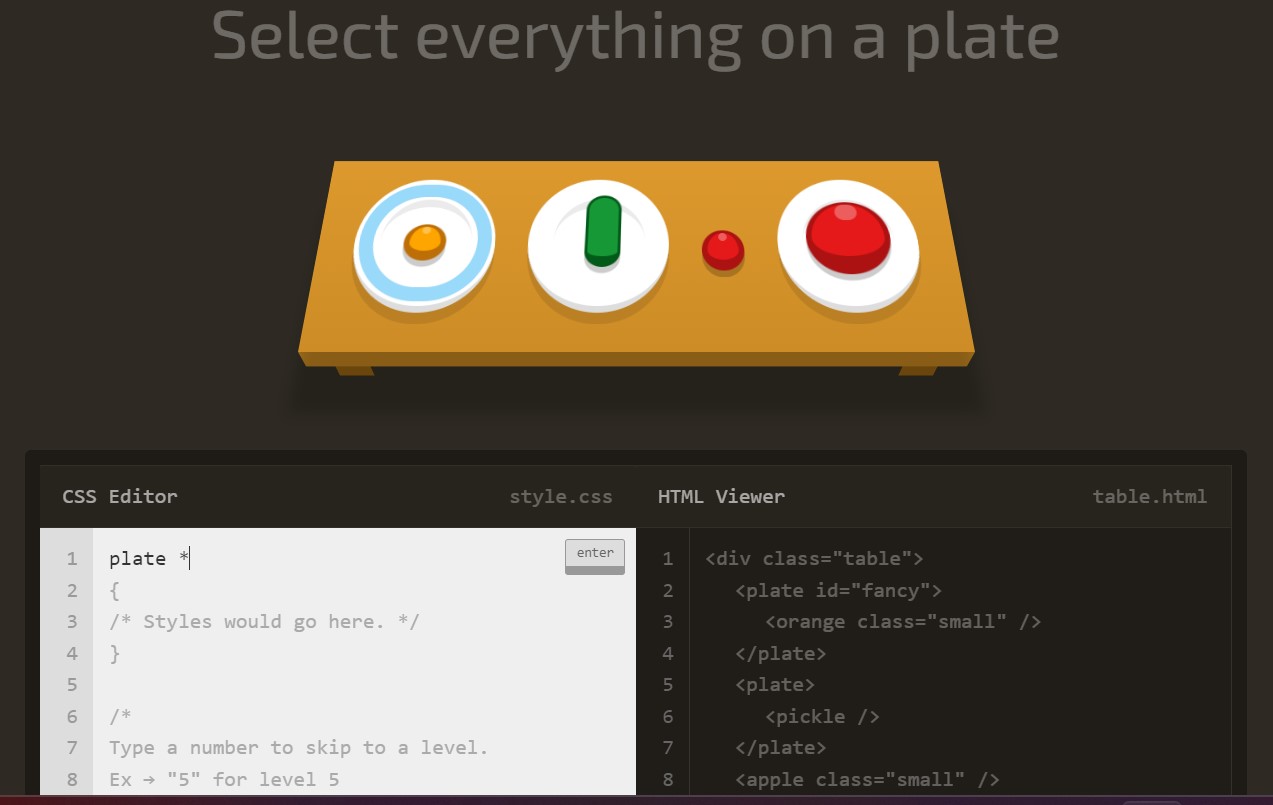 Select everything on a plate
CSS Editor style.css
enter
1 plate *
2 {
3 /* Styles would go here. */
4 }
5
6 /*
7 Type a number to skip to a level.
8 Ex → "5" for level 5
HTML Viewer table.html
1 <div class="table">
2 <plate id="fancy">
3 <orange class="small" />
4 </plate>
5 <plate>
6 <pickle />
7 </plate>
8 <apple class="small" />